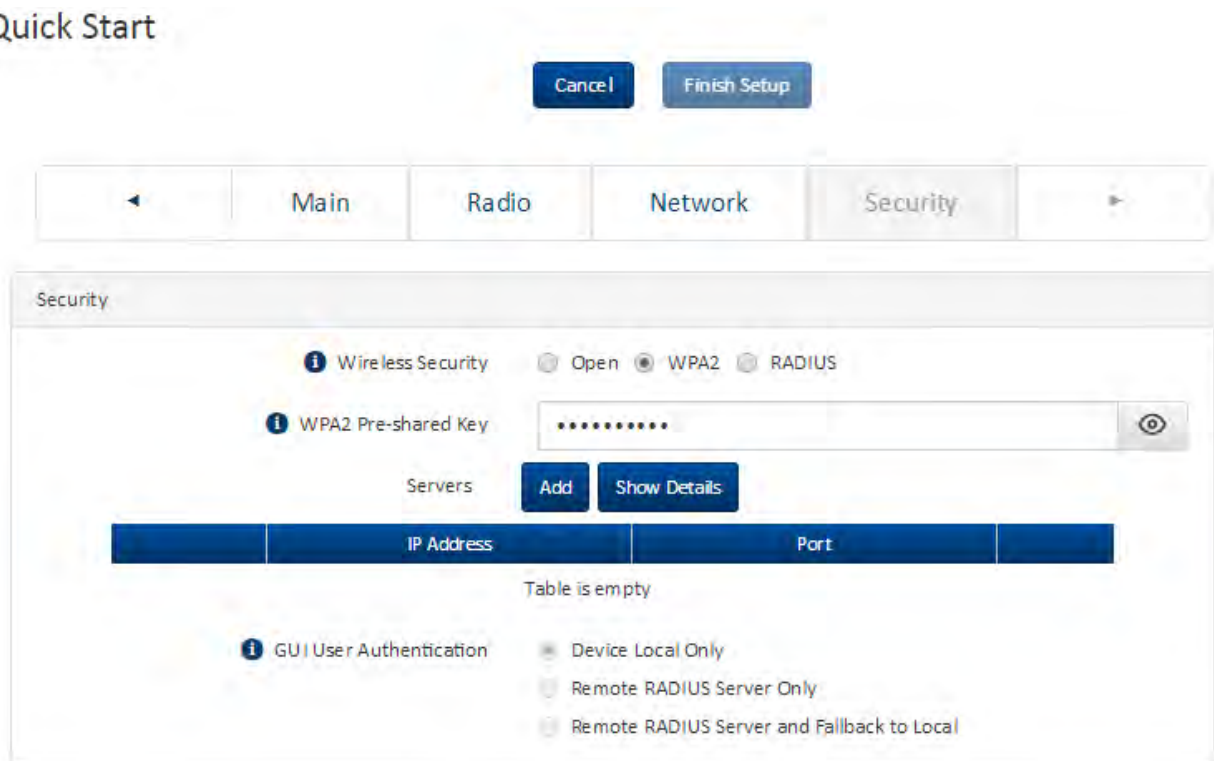 Quick Start
Cancel Finish Setup
Main Radio Network Security
Security
Wireless Security Open WPA2 RADIUS
WPA2 Pre-shared Key ••••••••••
Servers Add Show Details
IP Address Port
Table is empty
GUI User Authentication Device Local Only
Remote RADIUS Server Only
Remote RADIUS Server and Fallback to Local